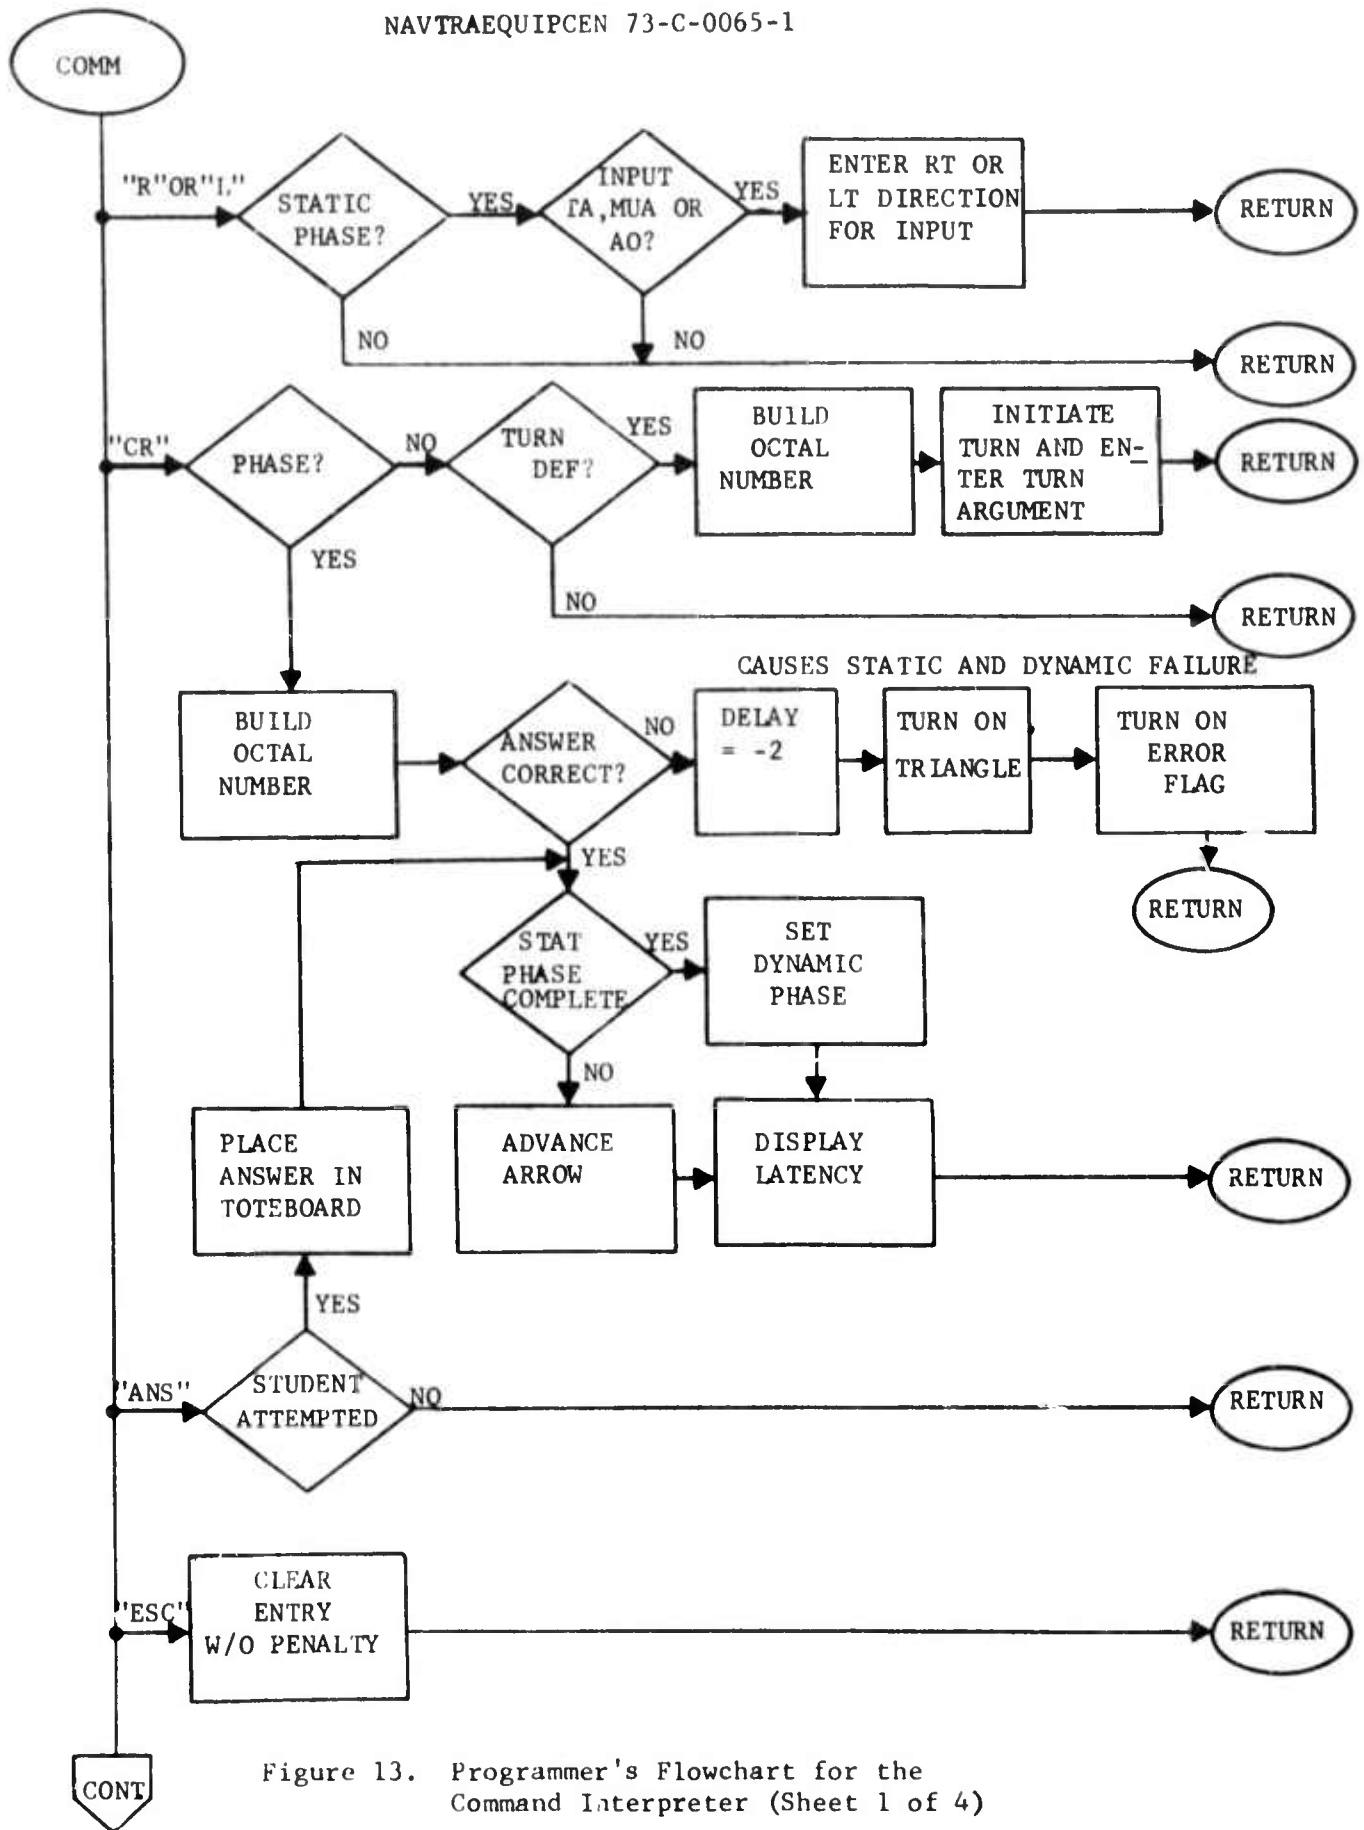 NAVTRAEQUIPCEN 73-C-0065-1
COMM
"R"OR"L"
STATIC
PHASE?
YES
INPUT
TA,MUA OR
AO?
YES
ENTER RT OR
LT DIRECTION
FOR INPUT
RETURN
NO
NO
RETURN
"CR"
PHASE?
NO
TURN
DEF?
YES
BUILD
OCTAL
NUMBER
INITIATE
TURN AND EN-
TER TURN
ARGUMENT
RETURN
YES
NO
RETURN
CAUSES STATIC AND DYNAMIC FAILURE
BUILD
OCTAL
NUMBER
ANSWER
CORRECT?
NO
DELAY
= -2
TURN ON
TRIANGLE
TURN ON
ERROR
FLAG
YES
RETURN
STAT
PHASE
COMPLETE
YES
SET
DYNAMIC
PHASE
NO
PLACE
ANSWER IN
TOTEBOARD
ADVANCE
ARROW
DISPLAY
LATENCY
RETURN
YES
"ANS"
STUDENT
ATTEMPTED
NO
RETURN
"ESC"
CLEAR
ENTRY
W/O PENALTY
RETURN
CONT
Figure 13. Programmer's Flowchart for the
Command Interpreter (Sheet 1 of 4)